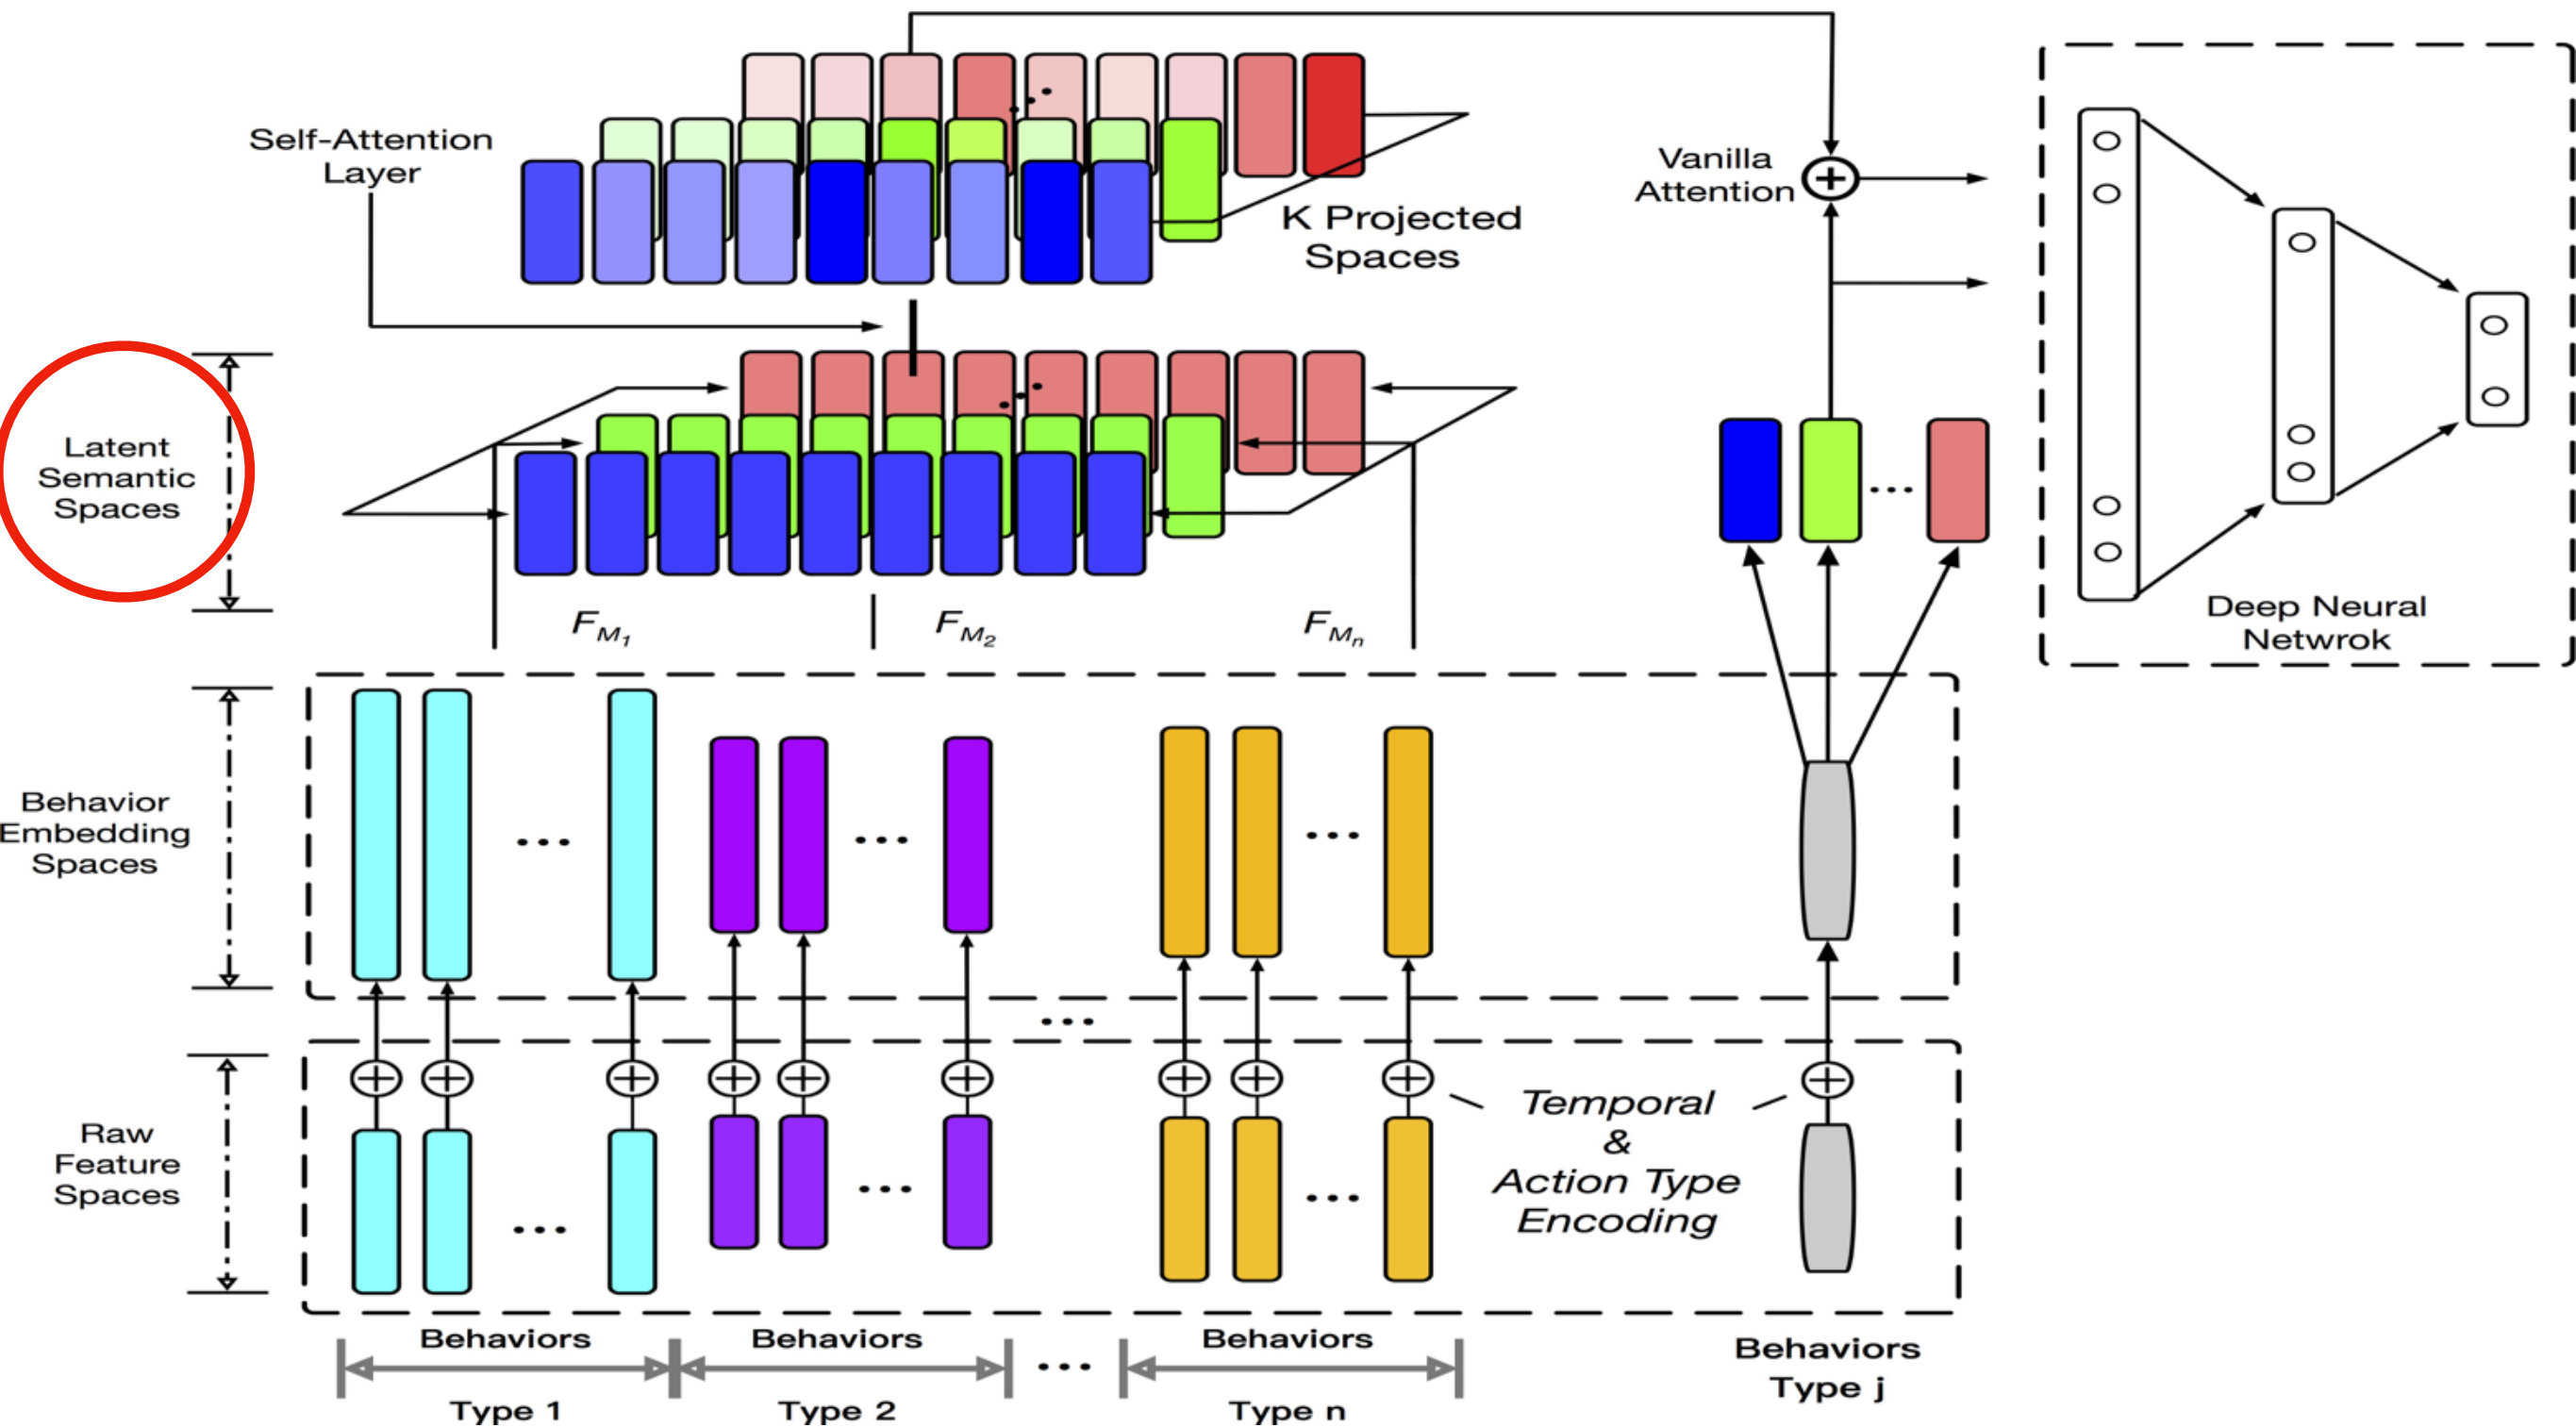 Self-Attention
Layer
K Projected
Spaces
Vanilla
Attention
Latent
Semantic
Spaces
F_{M_1}
F_{M_2}
F_{M_n}
Deep Neural
Netwrok
Behavior
Embedding
Spaces
Raw
Feature
Spaces
Temporal
&
Action Type
Encoding
Behaviors
Type 1
Behaviors
Type 2
Behaviors
Type n
Behaviors
Type j